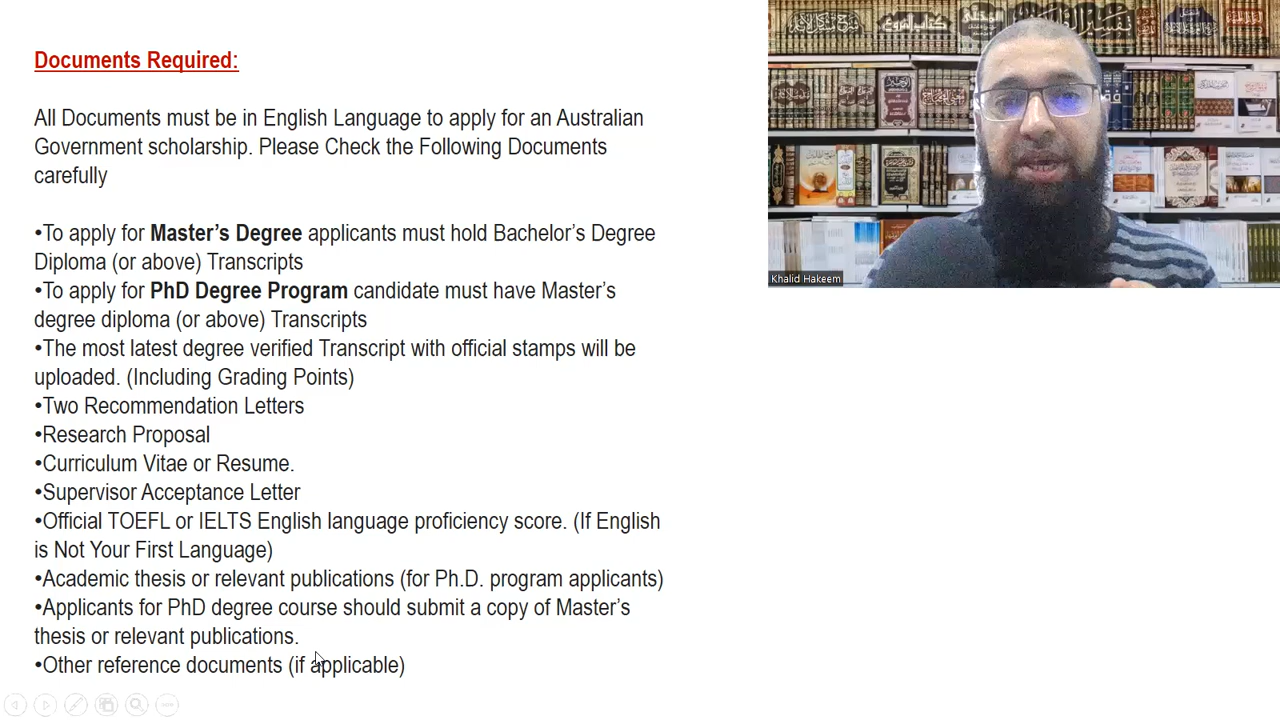 Documents Required:
All Documents must be in English Language to apply for an Australian
Government scholarship. Please Check the Following Documents
carefully
•To apply for Master’s Degree applicants must hold Bachelor’s Degree
Diploma (or above) Transcripts
•To apply for PhD Degree Program candidate must have Master’s
degree diploma (or above) Transcripts
•The most latest degree verified Transcript with official stamps will be
uploaded. (Including Grading Points)
•Two Recommendation Letters
•Research Proposal
•Curriculum Vitae or Resume.
•Supervisor Acceptance Letter
•Official TOEFL or IELTS English language proficiency score. (If English
is Not Your First Language)
•Academic thesis or relevant publications (for Ph.D. program applicants)
•Applicants for PhD degree course should submit a copy of Master’s
thesis or relevant publications.
•Other reference documents (if applicable)
كتاب الفروع
Khalid Hakeem